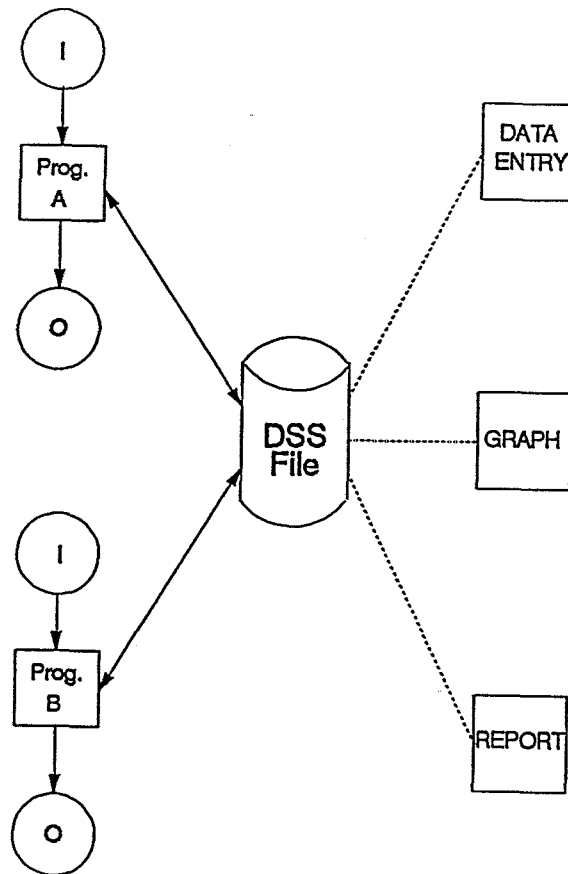 I
Prog.
A
O
DSS
File
DATA
ENTRY
GRAPH
I
Prog.
B
O
REPORT